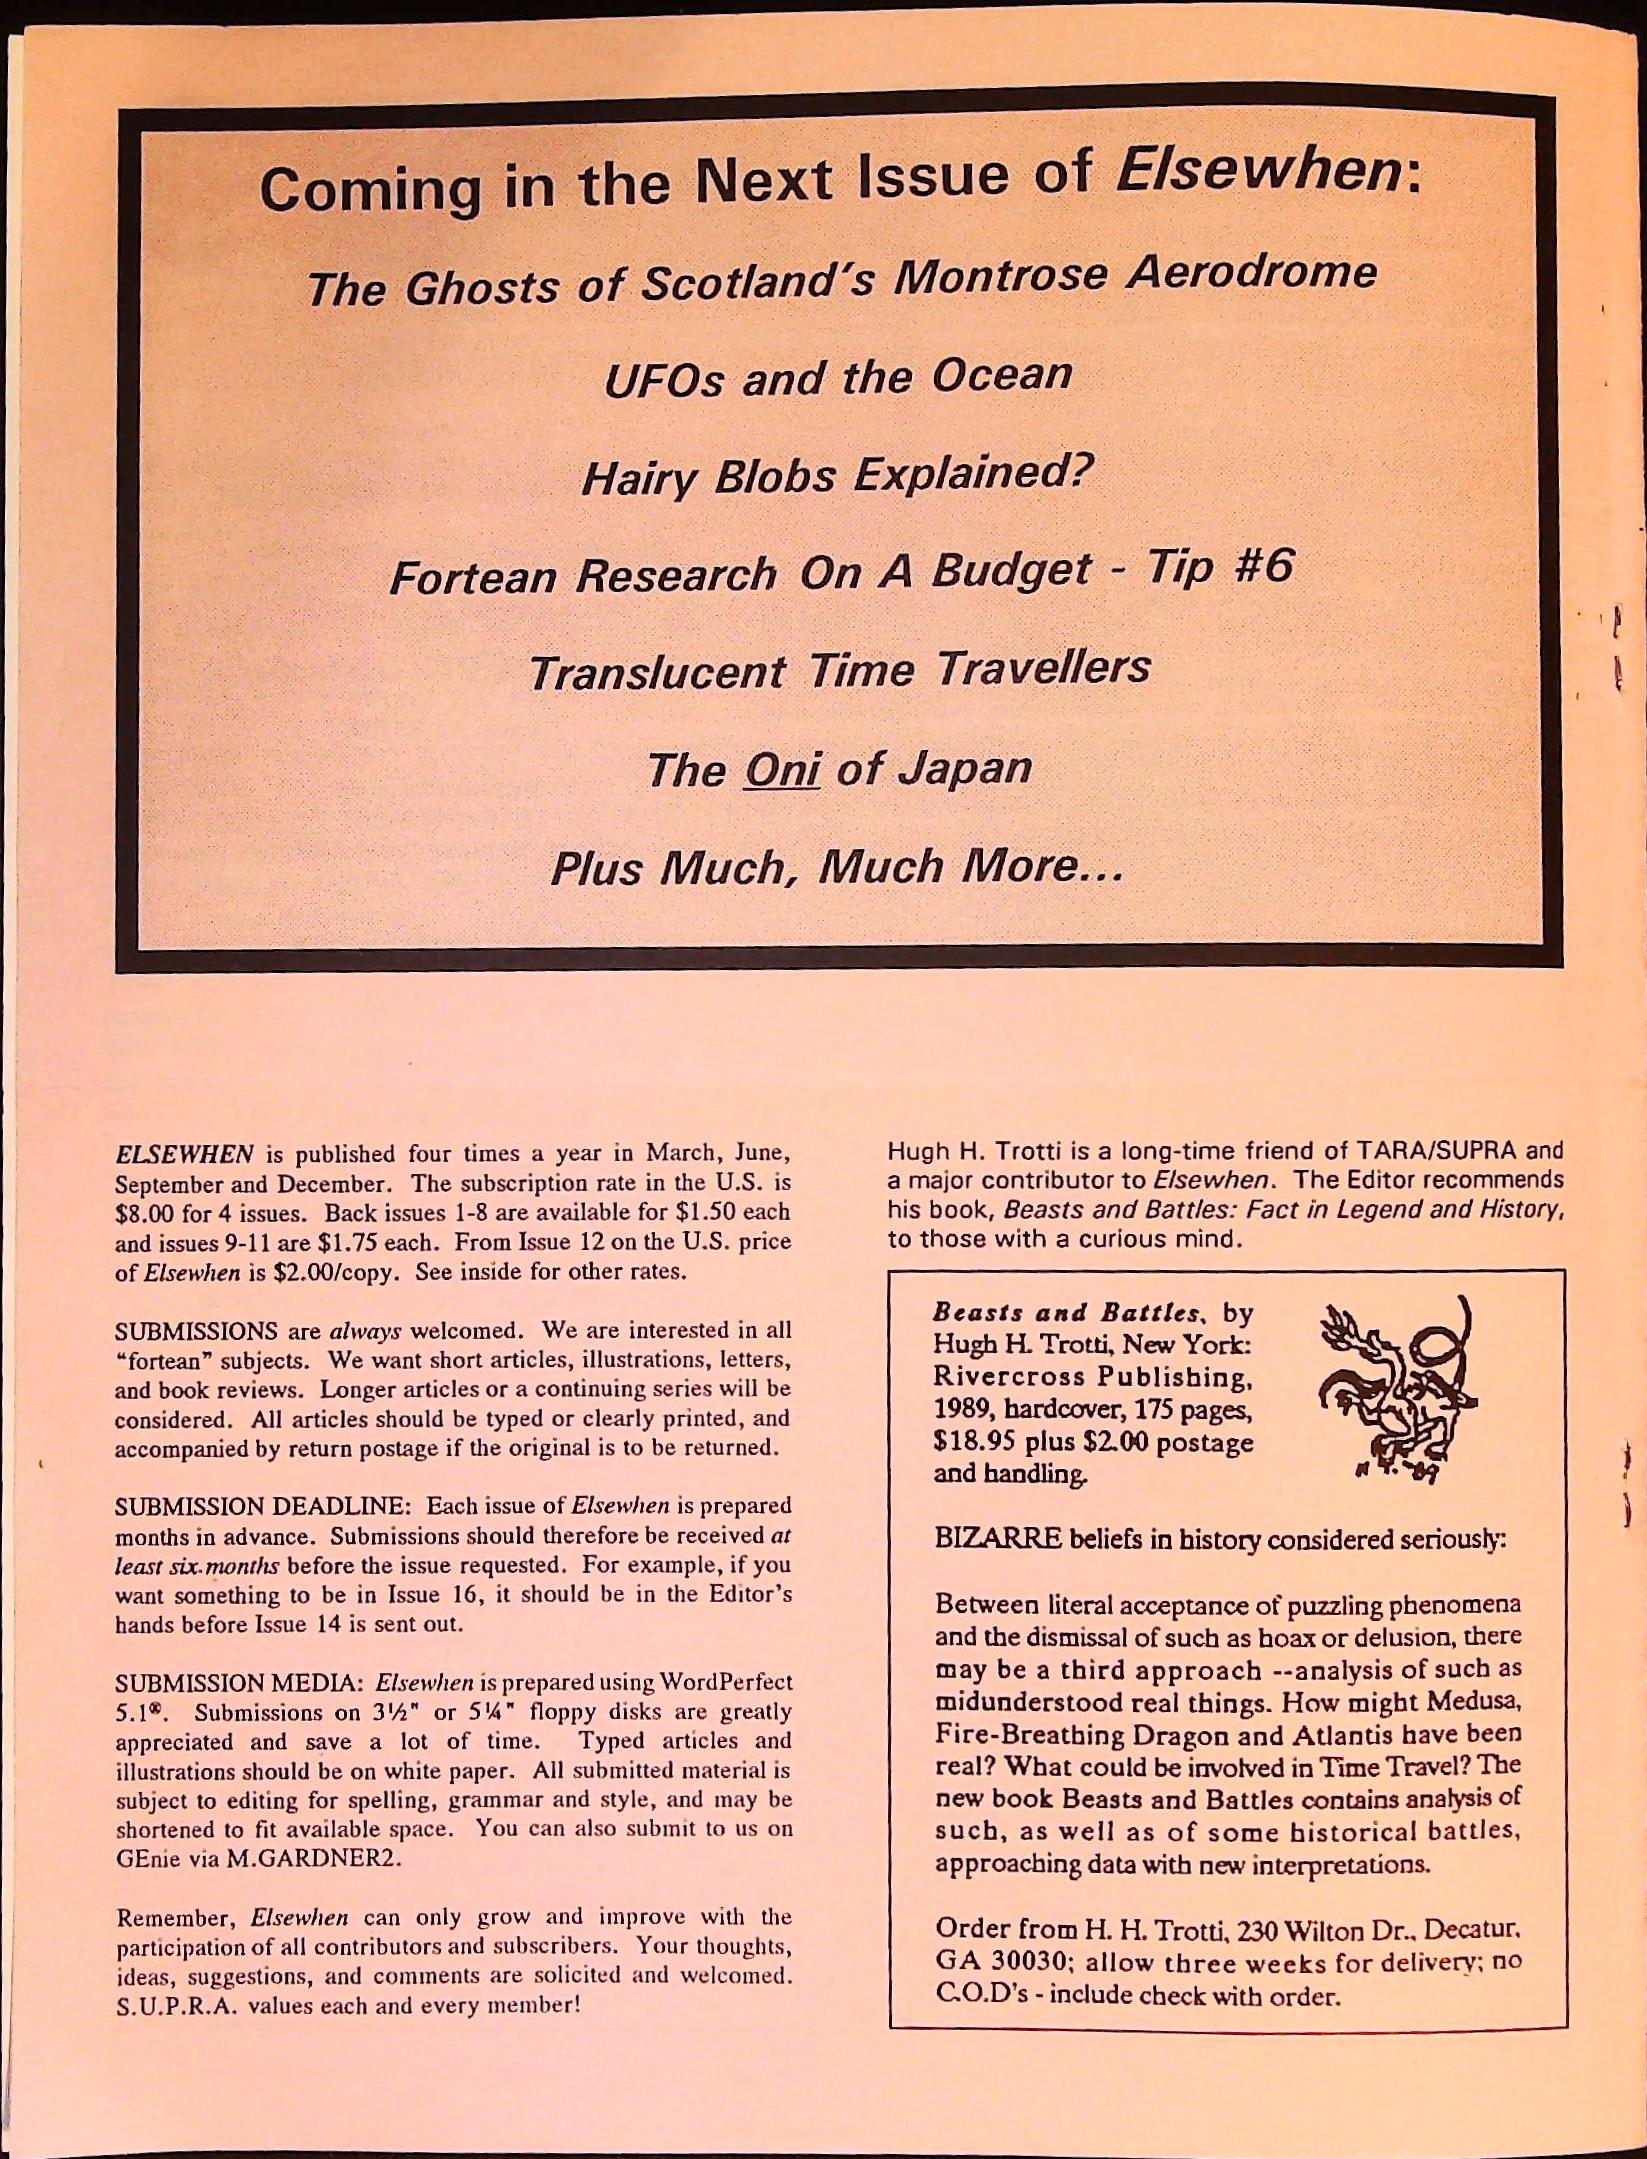 Coming in the Next Issue of Elsewhen:
The Ghosts of Scotland's Montrose Aerodrome
UFOs and the Ocean
Hairy Blobs Explained?
Fortean Research On A Budget - Tip #6
Translucent Time Travellers
The Oni of Japan
Plus Much, Much More...
ELSEWHEN is published four times a year in March, June,
September and December. The subscription rate in the U.S. is
$8.00 for 4 issues. Back issues 1-8 are available for $1.50 each
and issues 9-11 are $1.75 each. From Issue 12 on the U.S. price
of Elsewhen is $2.00/copy. See inside for other rates.
SUBMISSIONS are always welcomed. We are interested in all
“fortean” subjects. We want short articles, illustrations, letters,
and book reviews. Longer articles or a continuing series will be
considered. All articles should be typed or clearly printed, and
accompanied by return postage if the original is to be returned.
SUBMISSION DEADLINE: Each issue of Elsewhen is prepared
months in advance. Submissions should therefore be received at
least six months before the issue requested. For example, if you
want something to be in Issue 16, it should be in the Editor's
hands before Issue 14 is sent out.
SUBMISSION MEDIA: Elsewhen is prepared using WordPerfect
5.1®. Submissions on 3½" or 5¼" floppy disks are greatly
appreciated and save a lot of time. Typed articles and
illustrations should be on white paper. All submitted material is
subject to editing for spelling, grammar and style, and may be
shortened to fit available space. You can also submit to us on
GEnie via M.GARDNER2.
Remember, Elsewhen can only grow and improve with the
participation of all contributors and subscribers. Your thoughts,
ideas, suggestions, and comments are solicited and welcomed.
S.U.P.R.A. values each and every member!
Hugh H. Trotti is a long-time friend of TARA/SUPRA and
a major contributor to Elsewhen. The Editor recommends
his book, Beasts and Battles: Fact in Legend and History,
to those with a curious mind.
Beasts and Battles, by
Hugh H. Trotti, New York:
Rivercross Publishing,
1989, hardcover, 175 pages,
$18.95 plus $2.00 postage
and handling.
BIZARRE beliefs in history considered seriously:
Between literal acceptance of puzzling phenomena
and the dismissal of such as hoax or delusion, there
may be a third approach --analysis of such as
midunderstood real things. How might Medusa,
Fire-Breathing Dragon and Atlantis have been
real? What could be involved in Time Travel? The
new book Beasts and Battles contains analysis of
such, as well as of some historical battles,
approaching data with new interpretations.
Order from H. H. Trotti, 230 Wilton Dr., Decatur,
GA 30030; allow three weeks for delivery; no
C.O.D's - include check with order.